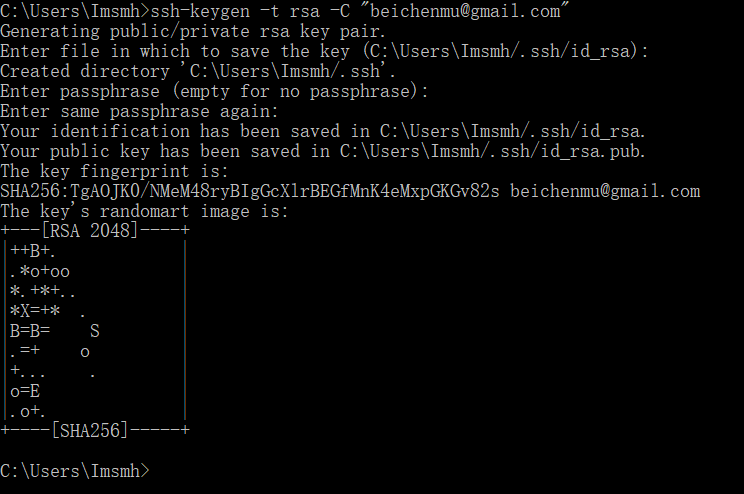 C:\Users\Imsmh>ssh-keygen -t rsa -C "beichenmu@gmail.com"
Generating public/private rsa key pair.
Enter file in which to save the key (C:\Users\Imsmh/.ssh/id_rsa):
Created directory 'C:\Users\Imsmh/.ssh'.
Enter passphrase (empty for no passphrase):
Enter same passphrase again:
Your identification has been saved in C:\Users\Imsmh/.ssh/id_rsa.
Your public key has been saved in C:\Users\Imsmh/.ssh/id_rsa.pub.
The key fingerprint is:
SHA256:TgAOJK0/NMeM48ryBIgGcXlrBEGfMnK4eMxpGKGv82s beichenmu@gmail.com
The key's randomart image is:
+---[RSA 2048]----+
|++B+.            |
|.*o+oo           |
|*.+*+..          |
|*X=+*  .         |
|B=B=    S        |
|.=+    o         |
|+...    .        |
|o=E              |
|.o+.             |
+----[SHA256]-----+
C:\Users\Imsmh>